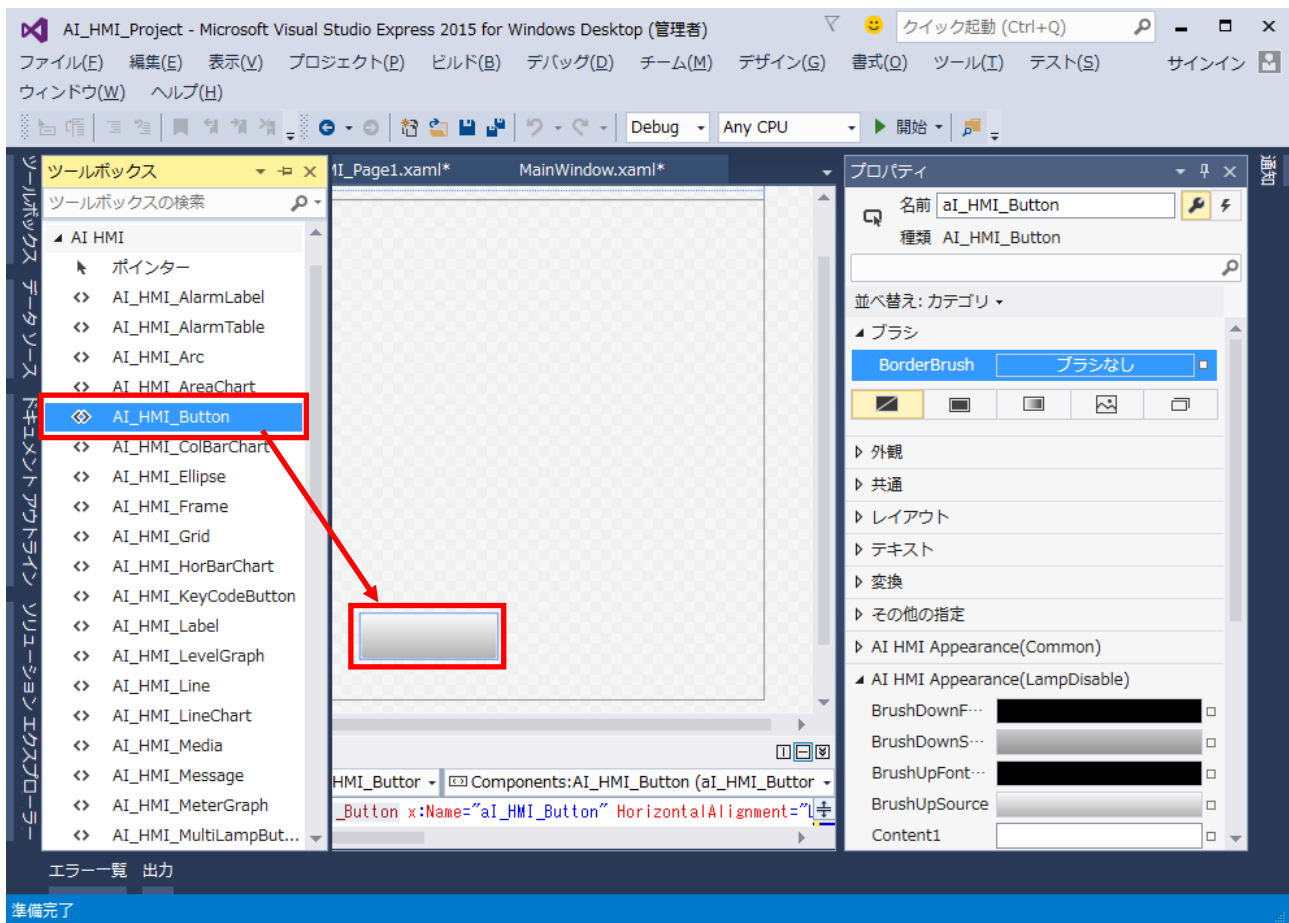 AI_HMI_Project - Microsoft Visual Studio Express 2015 for Windows Desktop (管理者)
クイック起動 (Ctrl+Q)
ファイル(F) 編集(E) 表示(V) プロジェクト(P) ビルド(B) デバッグ(D) チーム(M) デザイン(G) 書式(O) ツール(T) テスト(S) サインイン
ウィンドウ(W) ヘルプ(H)
Debug Any CPU 開始
ツールボックス
データ ソース
ドキュメント アウトライン
ソリューション エクスプローラー
ツールボックス
ツールボックスの検索
AI HMI
ポインター
AI_HMI_AlarmLabel
AI_HMI_AlarmTable
AI_HMI_Arc
AI_HMI_AreaChart
AI_HMI_Button
AI_HMI_ColBarChart
AI_HMI_Ellipse
AI_HMI_Frame
AI_HMI_Grid
AI_HMI_HorBarChart
AI_HMI_KeyCodeButton
AI_HMI_Label
AI_HMI_LevelGraph
AI_HMI_Line
AI_HMI_LineChart
AI_HMI_Media
AI_HMI_Message
AI_HMI_MeterGraph
AI_HMI_MultiLampBut...
MI_Page1.xaml* MainWindow.xaml*
HMI_Buttor Components:AI_HMI_Button (aI_HMI_Buttor
_Button x:Name="aI_HMI_Button" HorizontalAlignment="L
プロパティ
名前 aI_HMI_Button
種類 AI_HMI_Button
並べ替え: カテゴリ
ブラシ
BorderBrush ブラシなし
外観
共通
レイアウト
テキスト
変換
その他の指定
AI HMI Appearance(Common)
AI HMI Appearance(LampDisable)
BrushDownF…
BrushDownS…
BrushUpFont…
BrushUpSource
Content1
通知
エラー一覧 出力
準備完了